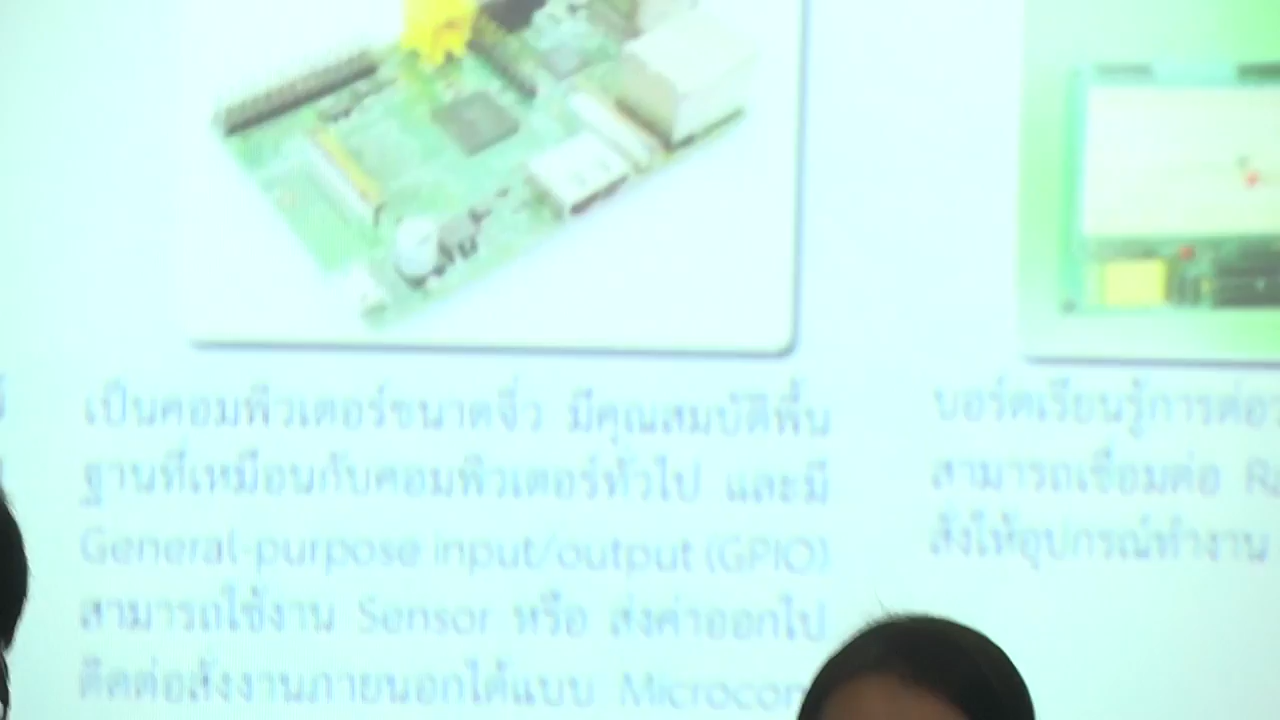 เป็นคอมพิวเตอร์ขนาดจิ๋ว มีคุณสมบัติพื้น
ฐานที่เหมือนกับคอมพิวเตอร์ทั่วไป และมี
General-purpose input/output (GPIO)
สามารถใช้งาน Sensor หรือ ส่งค่าออกไป
ติดต่อสั่งงานภายนอกได้แบบ Microcon
บอร์ดเรียนรู้การต่อ
สามารถเชื่อมต่อ Ra
สั่งให้อุปกรณ์ทำงาน